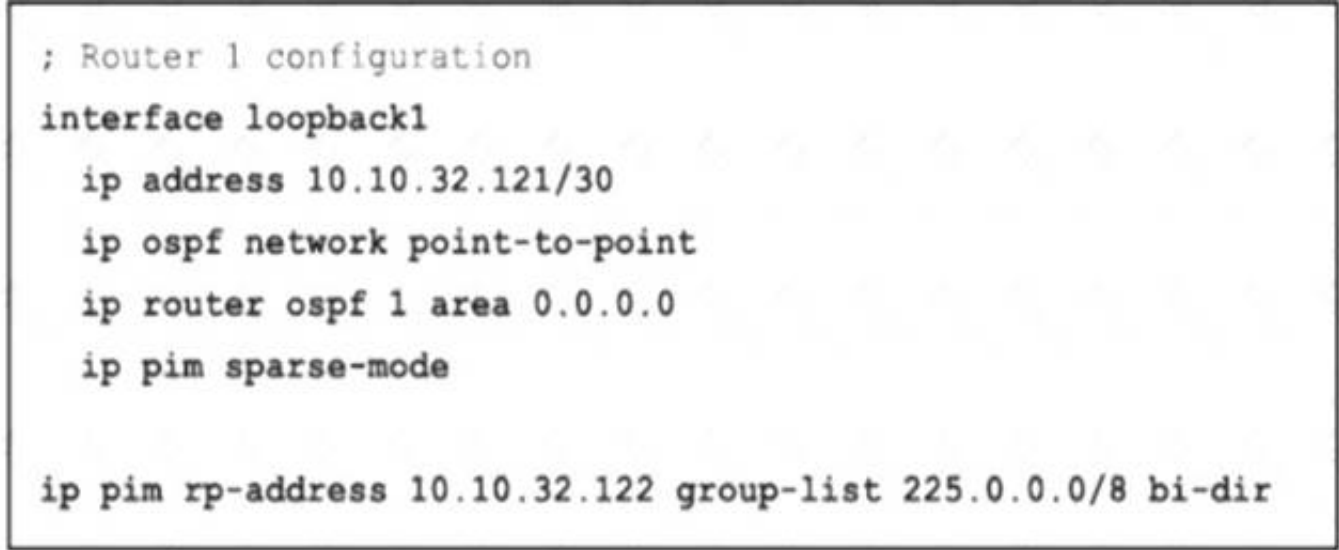 ; Router 1 configuration
interface loopback1
ip address 10.10.32.121/30
ip ospf network point-to-point
ip router ospf 1 area 0.0.0.0
ip pim sparse-mode
ip pim rp-address 10.10.32.122 group-list 225.0.0.0/8 bi-dir